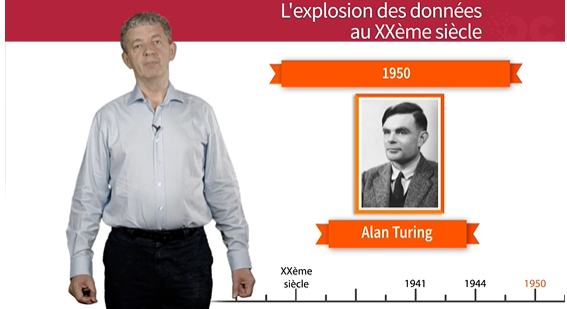 L'explosion des données
au XXème siècle
1950
Alan Turing
XXème
siècle
1941
1944
1950